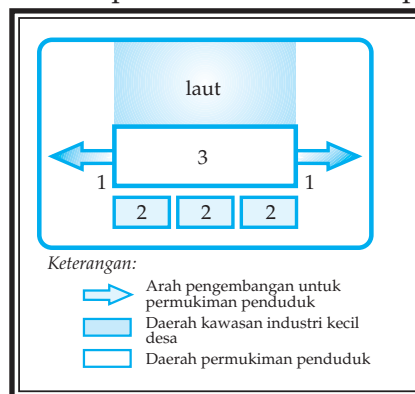 laut
3
1 1
2 2 2
Keterangan:
Arah pengembangan untuk
permukiman penduduk
Daerah kawasan industri kecil
desa
Daerah permukiman penduduk